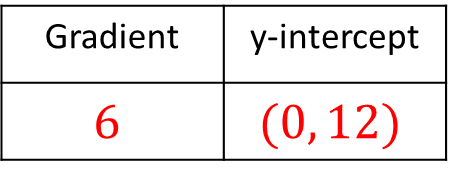 Gradient y-intercept
6 (0, 12)